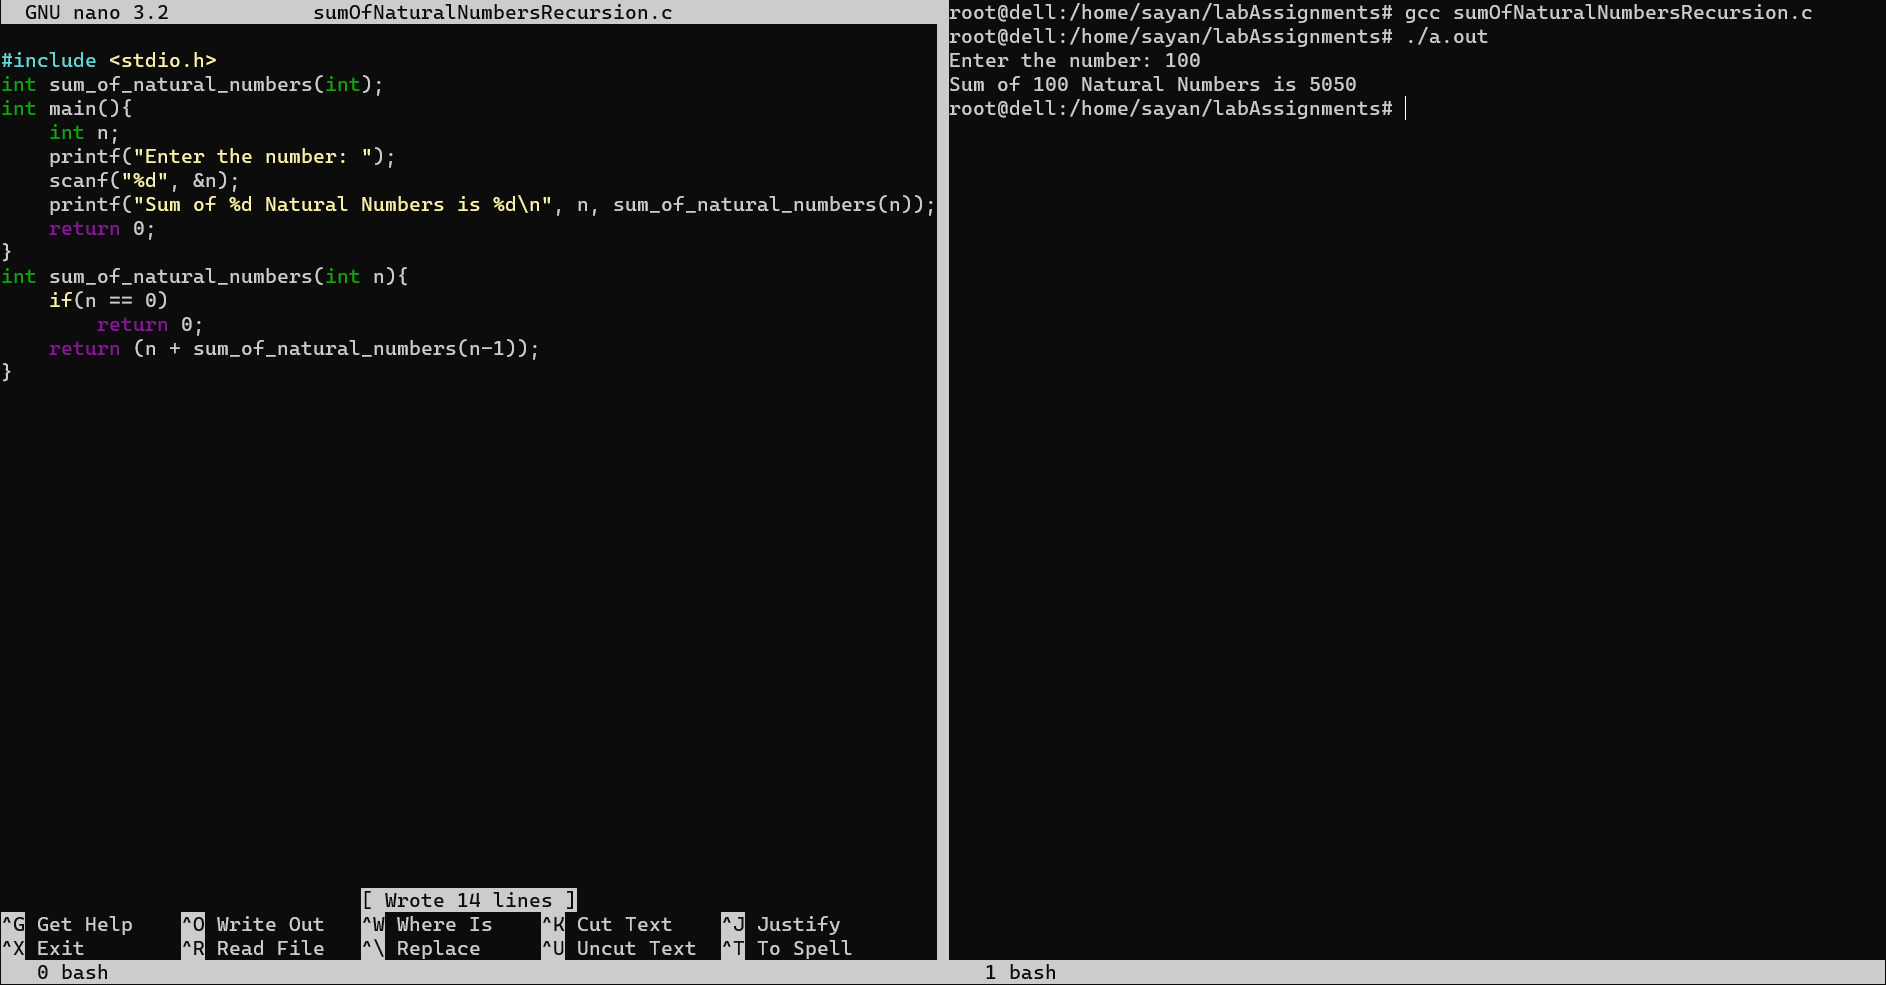 GNU nano 3.2 sumOfNaturalNumbersRecursion.c
#include <stdio.h>
int sum_of_natural_numbers(int);
int main(){
    int n;
    printf("Enter the number: ");
    scanf("%d", &n);
    printf("Sum of %d Natural Numbers is %d\n", n, sum_of_natural_numbers(n));
    return 0;
}
int sum_of_natural_numbers(int n){
    if(n == 0)
        return 0;
    return (n + sum_of_natural_numbers(n-1));
}
[ Wrote 14 lines ]
^G Get Help ^O Write Out ^W Where Is ^K Cut Text ^J Justify
^X Exit ^R Read File ^\ Replace ^U Uncut Text ^T To Spell
0 bash
root@dell:/home/sayan/labAssignments# gcc sumOfNaturalNumbersRecursion.c
root@dell:/home/sayan/labAssignments# ./a.out
Enter the number: 100
Sum of 100 Natural Numbers is 5050
root@dell:/home/sayan/labAssignments#
1 bash